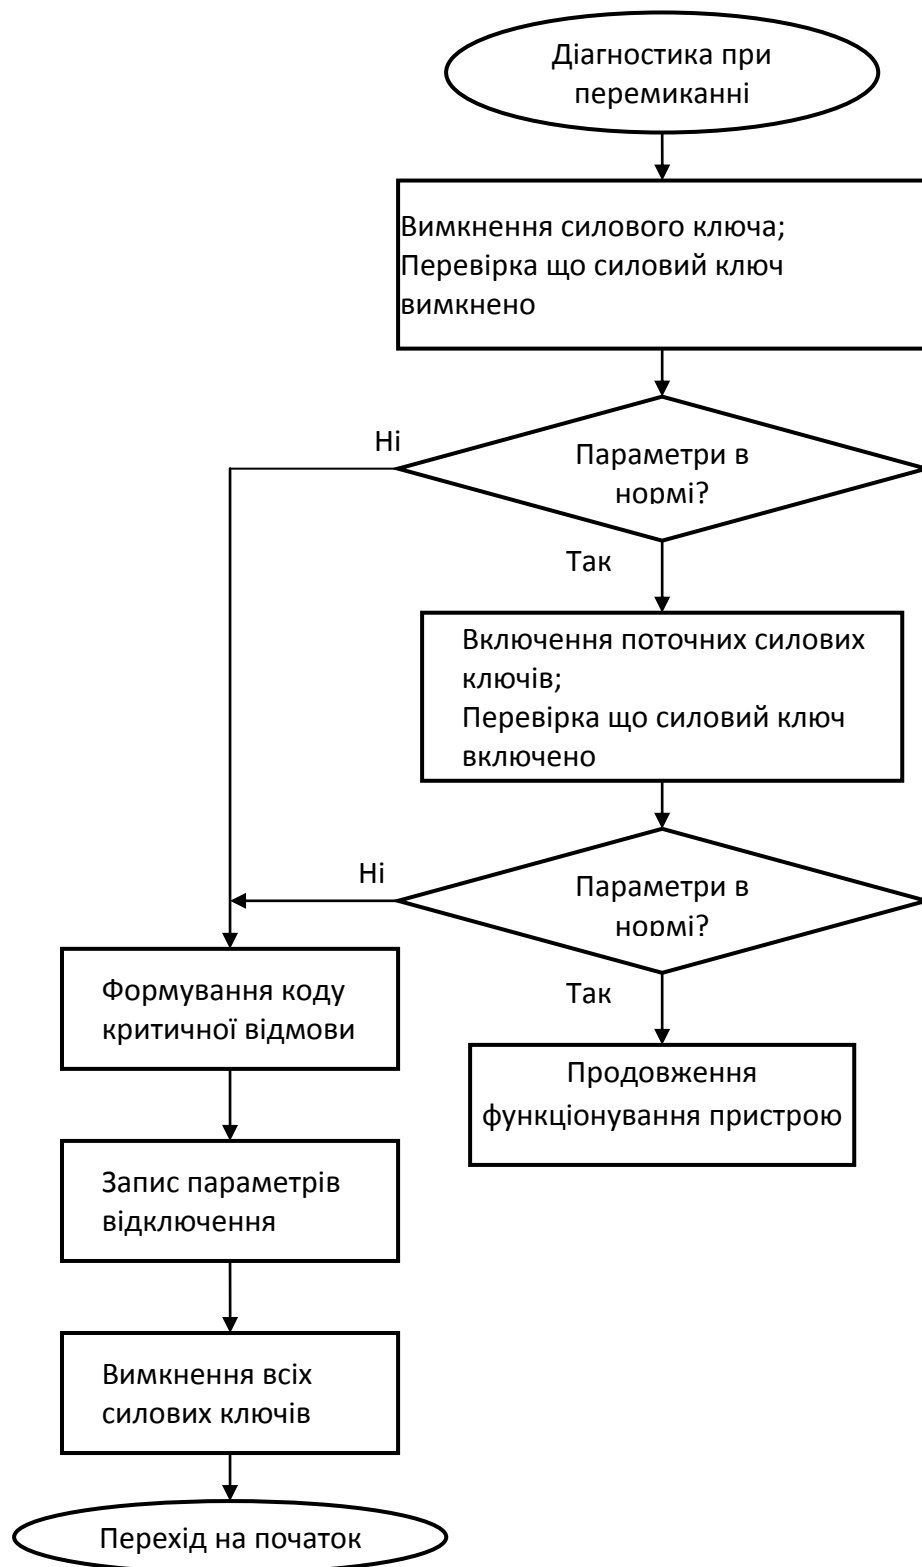 Діагностика при
перемиканні
Вимкнення силового ключа;
Перевірка що силовий ключ
вимкнено
Ні
Параметри в
нормі?
Так
Включення поточних силових
ключів;
Перевірка що силовий ключ
включено
Ні
Параметри в
нормі?
Так
Формування коду
критичної відмови
Продовження
функціонування пристрою
Запис параметрів
відключення
Вимкнення всіх
силових ключів
Перехід на початок